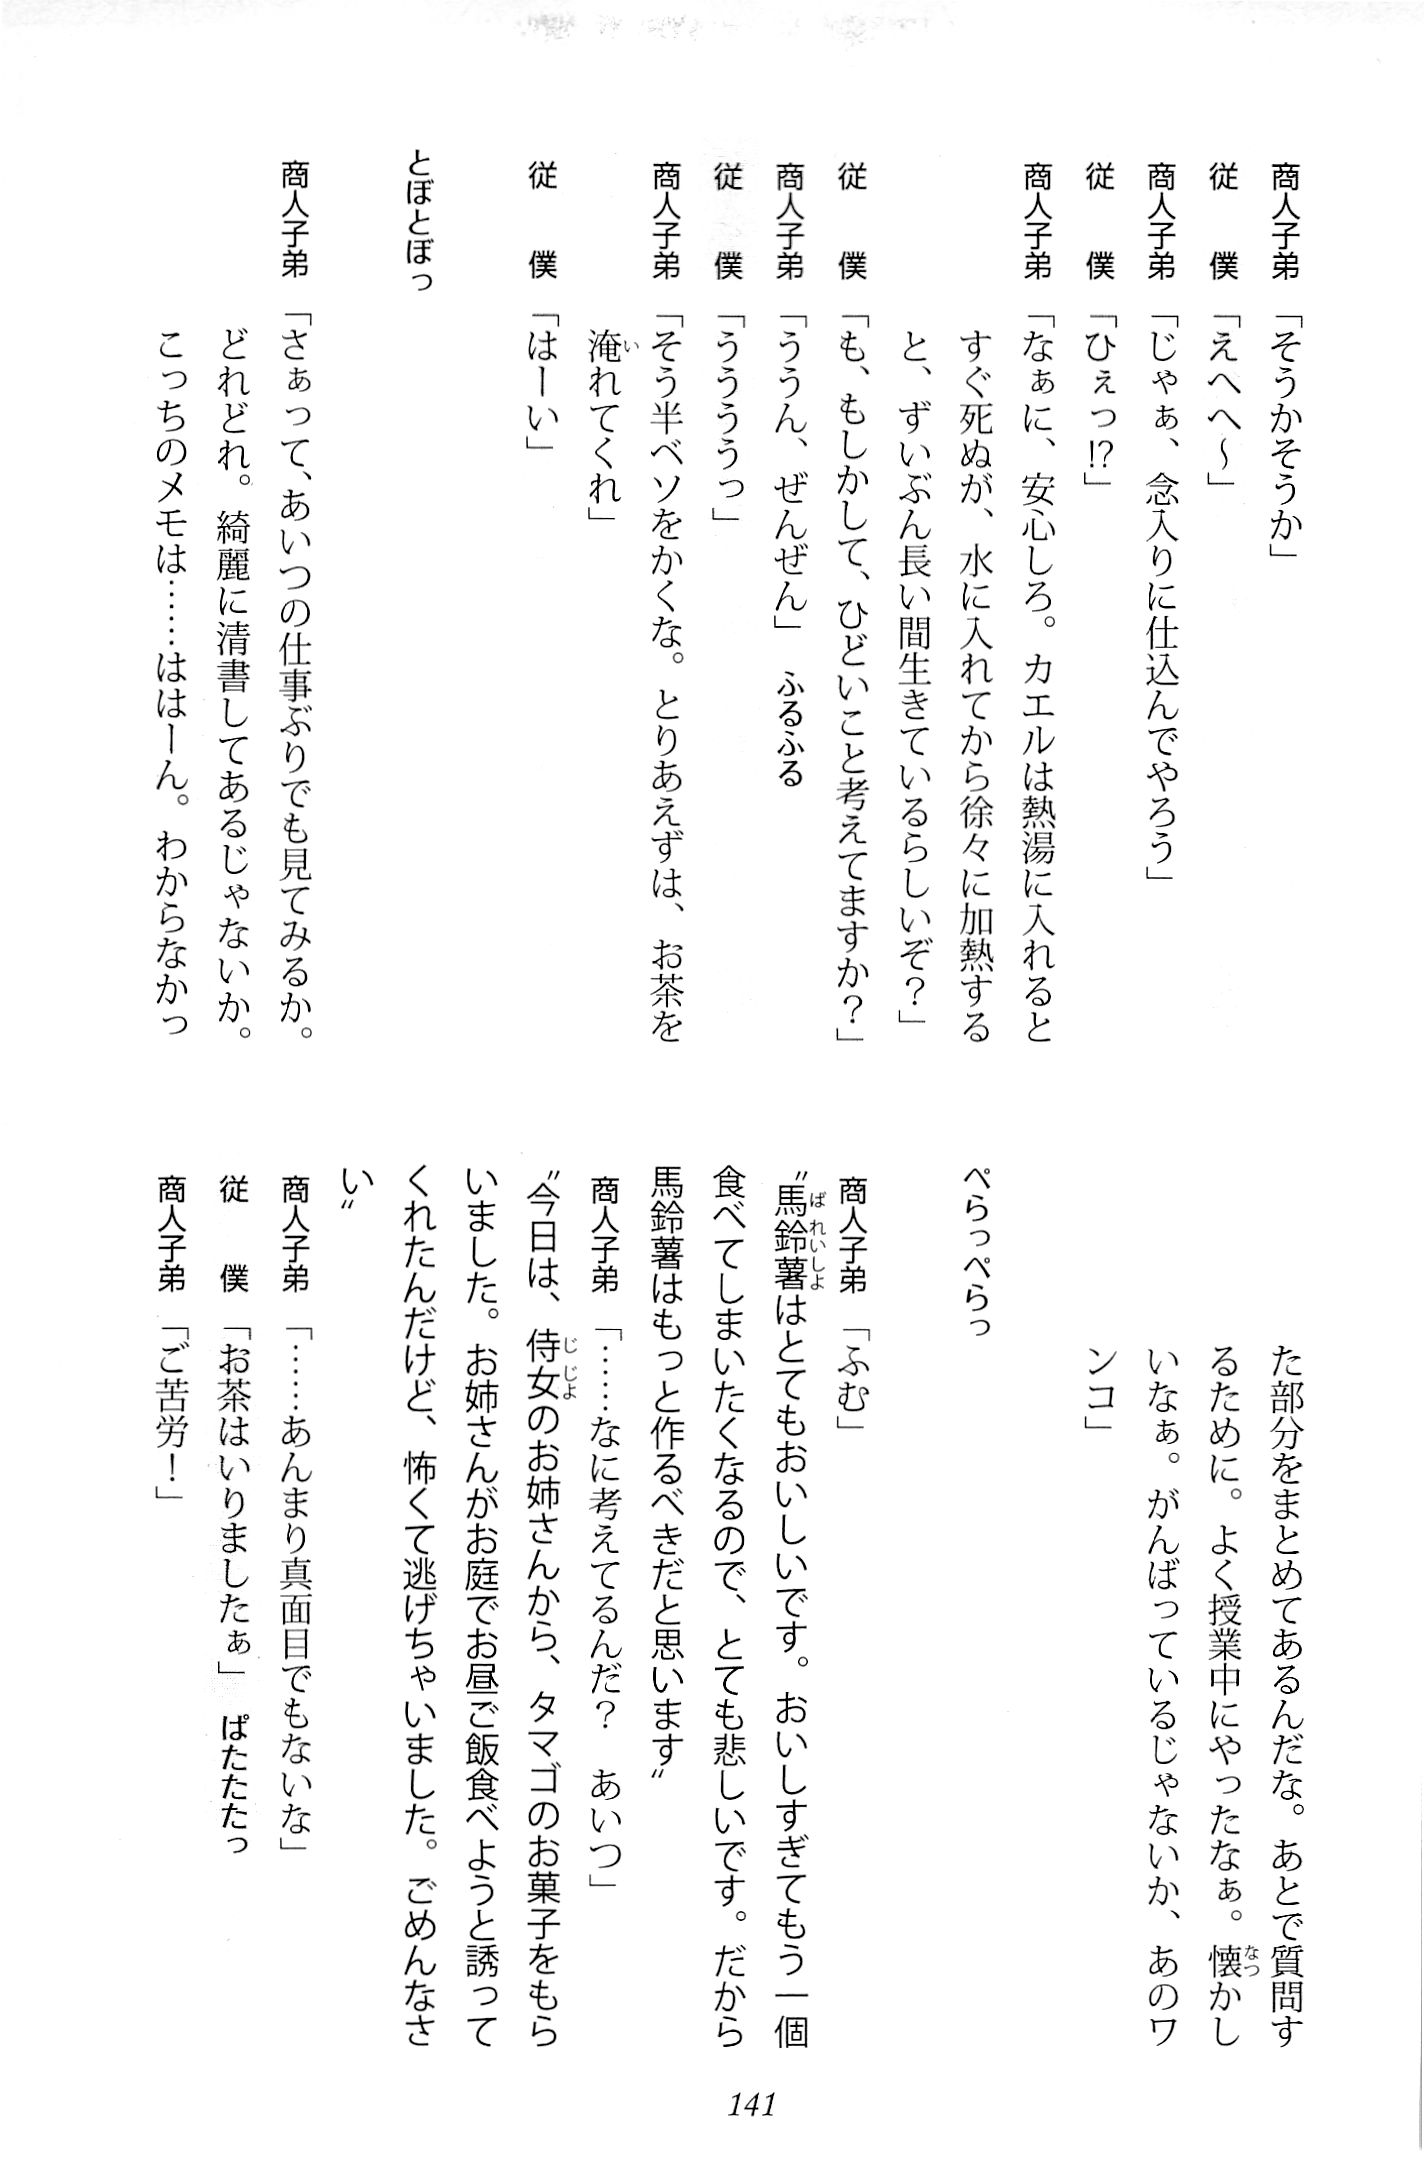 商人子弟「そうかそうか」
従　僕「えへへ～」
商人子弟「じゃぁ、念入りに仕込んでやろう」
従　僕「ひぇっ!?」
商人子弟「なぁに、安心しろ。カエルは熱湯に入れると
すぐ死ぬが、水に入れてから徐々に加熱する
と、ずいぶん長い間生きているらしいぞ？」
従　僕「も、もしかして、ひどいこと考えてますか？」
商人子弟「ううん、ぜんぜん」　ふるふる
従　僕「うううぅっ」
商人子弟「そう半ベソをかくな。とりあえずは、お茶を
淹れてくれ」
従　僕「はーい」
とぼとぼっ
商人子弟「さぁって、あいつの仕事ぶりでも見てみるか。
どれどれ。綺麗に清書してあるじゃないか。
こっちのメモは……ははーん。わからなかっ
た部分をまとめてあるんだな。あとで質問す
るために。よく授業中にやったなぁ。懐かし
いなぁ。がんばっているじゃないか、あのワ
ンコ」
ぺらっぺらっ
商人子弟「ふむ」
〝馬鈴薯はとてもおいしいです。おいしすぎてもう一個
食べてしまいたくなるので、とても悲しいです。だから
馬鈴薯はもっと作るべきだと思います〟
商人子弟「……なに考えてるんだ？　あいつ」
〝今日は、侍女のお姉さんから、タマゴのお菓子をもら
いました。お姉さんがお庭でお昼ご飯食べようと誘って
くれたんだけど、怖くて逃げちゃいました。ごめんなさ
い〟
商人子弟「……あんまり真面目でもないな」
従　僕「お茶はいりましたぁ」　ぱたたたっ
商人子弟「ご苦労！」
141